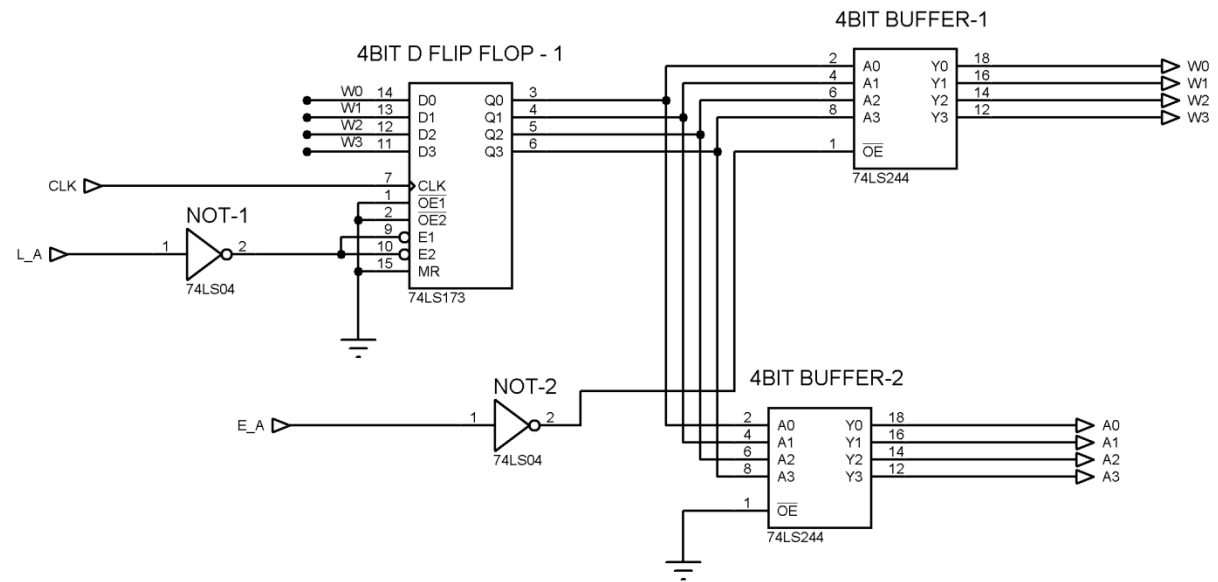 4BIT BUFFER-1
4BIT D FLIP FLOP - 1
2 A0 Y0 18 W0
4 A1 Y1 16 W1
6 A2 Y2 14 W2
8 A3 Y3 12 W3
1 OE
74LS244
W0 14 D0 Q0 3
W1 13 D1 Q1 4
W2 12 D2 Q2 5
W3 11 D3 Q3 6
CLK 7 CLK
1 OE1
2 OE2
9 E1
10 E2
15 MR
74LS173
NOT-1
L_A 1 2
74LS04
4BIT BUFFER-2
NOT-2
E_A 1 2
74LS04
2 A0 Y0 18 A0
4 A1 Y1 16 A1
6 A2 Y2 14 A2
8 A3 Y3 12 A3
1 OE
74LS244